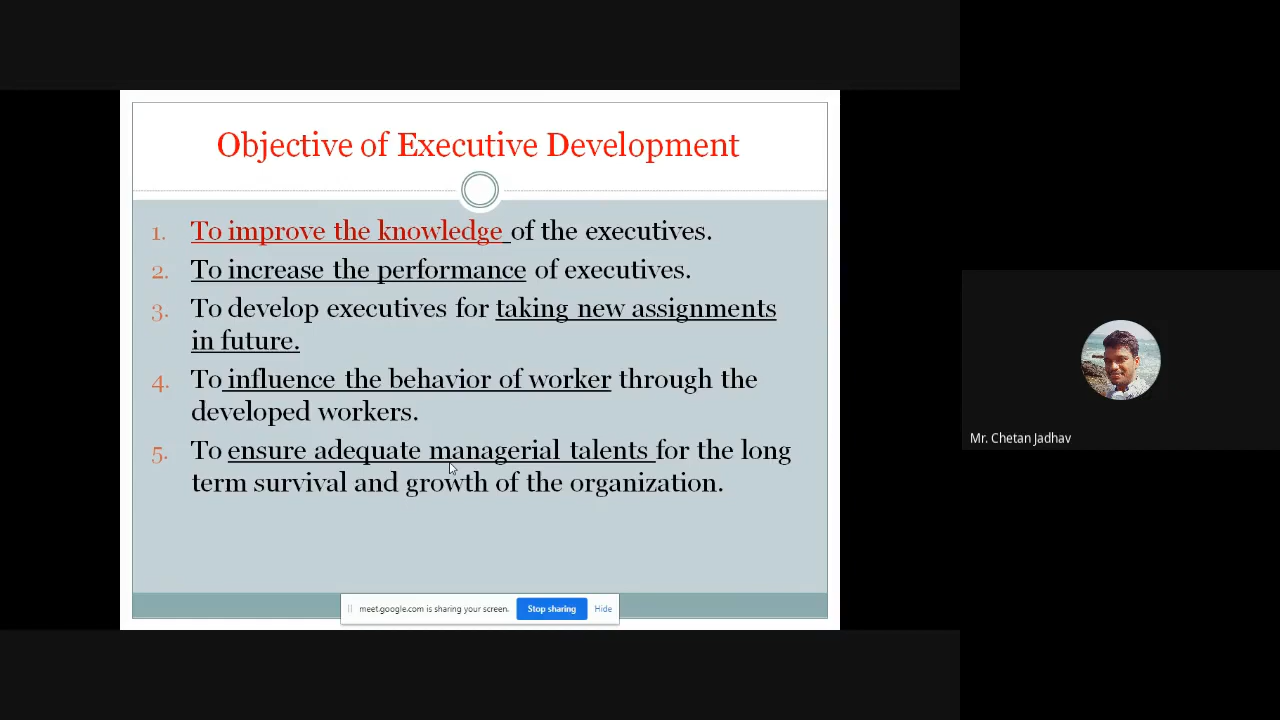 Objective of Executive Development
1. To improve the knowledge of the executives.
2. To increase the performance of executives.
3. To develop executives for taking new assignments
in future.
4. To influence the behavior of worker through the
developed workers.
5. To ensure adequate managerial talents for the long
term survival and growth of the organization.
meet.google.com is sharing your screen. Stop sharing Hide
Mr. Chetan Jadhav